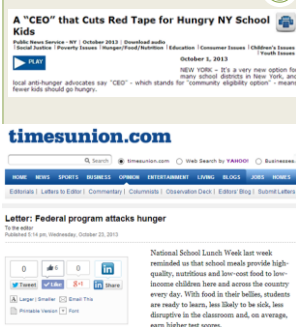 A "CEO" that Cuts Red Tape for Hungry NY School
Kids
Public News Service - NY | October 2013 | Download audio
Social Justice | Poverty Issues | Hunger/Food/Nutrition | Education | Consumer Issues | Children's Issues
| Youth Issues
PLAY
October 1, 2013
NEW YORK – It's a very new option for
many school districts in New York, and
local anti-hunger advocates say "CEO" - which stands for "community eligibility option" - means
fewer kids should go hungry.
timesunion.com
Search timesunion.com Web Search by YAHOO! Businesses
HOME NEWS SPORTS BUSINESS OPINION ENTERTAINMENT LIVING BLOGS JOBS HOMES
Editorials | Letters to Editor | Commentary | Columnists | Observation Deck | Editors' Blog | Submit Letters
Letter: Federal program attacks hunger
To the editor
Published 5:14 pm, Wednesday, October 23, 2013
0 6 0 in
Tweet Like +1 in Share
Larger | Smaller Email This
Printable Version Font
National School Lunch Week last week
reminded us that school meals provide high-
quality, nutritious and low-cost food to low-
income children here and across the country
every day. With food in their bellies, students
are ready to learn, less likely to be sick, less
disruptive in the classroom and, on average,
earn higher test scores.